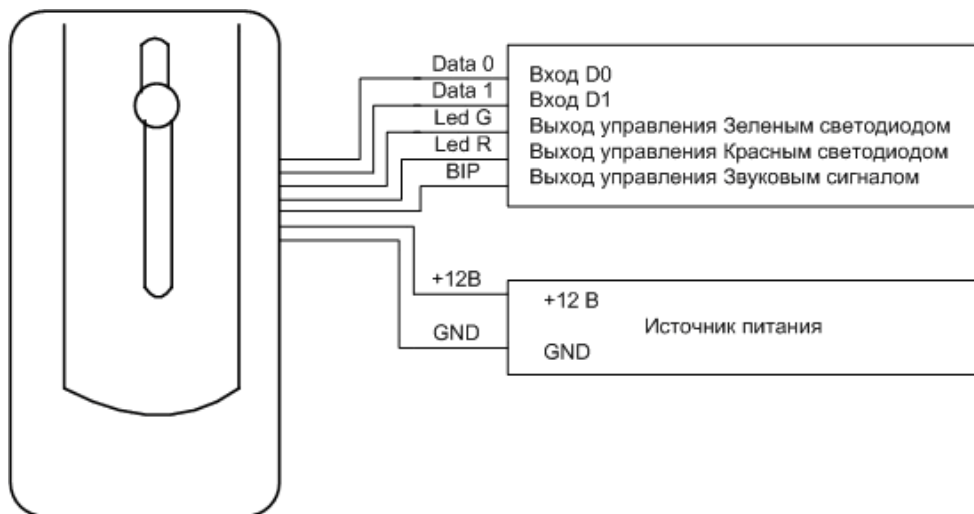 Data 0
Вход D0
Data 1
Вход D1
Led G
Выход управления Зеленым светодиодом
Led R
Выход управления Красным светодиодом
BIP
Выход управления Звуковым сигналом
+12В
+12 В
Источник питания
GND
GND